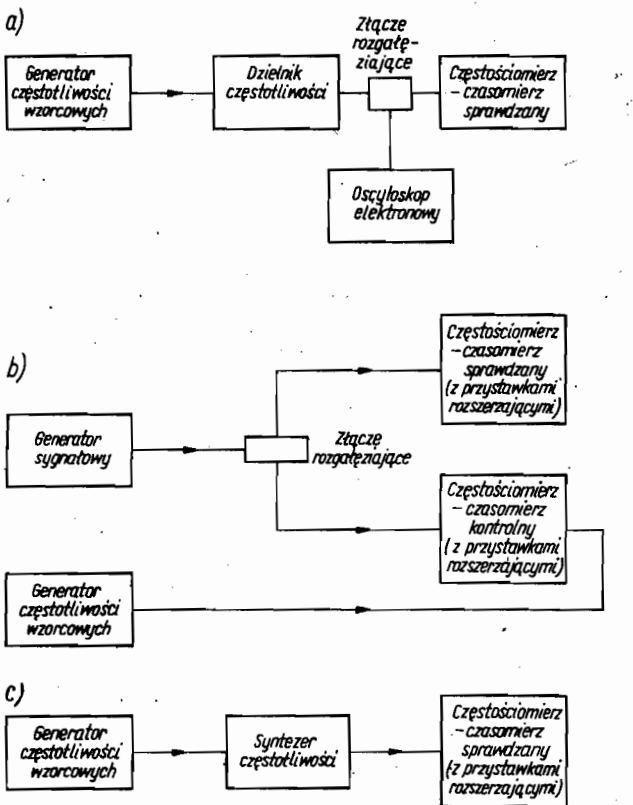 a)
Generator
częstotliwości
wzorcowych
Dzielnik
częstotliwości
Złącze
rozgałę-
ziające
Częstościomierz
– czasomierz
sprawdzany
Oscyloskop
elektronowy
b)
Generator
sygnałowy
Złącze
rozgałęziające
Częstościomierz
– czasomierz
sprawdzany
(z przystawkami
rozszerzającymi)
Częstościomierz
– czasomierz
kontrolny
(z przystawkami
rozszerzającymi)
Generator
częstotliwości
wzorcowych
c)
Generator
częstotliwości
wzorcowych
Syntezer
częstotliwości
Częstościomierz
– czasomierz
sprawdzany
(z przystawkami
rozszerzającymi)